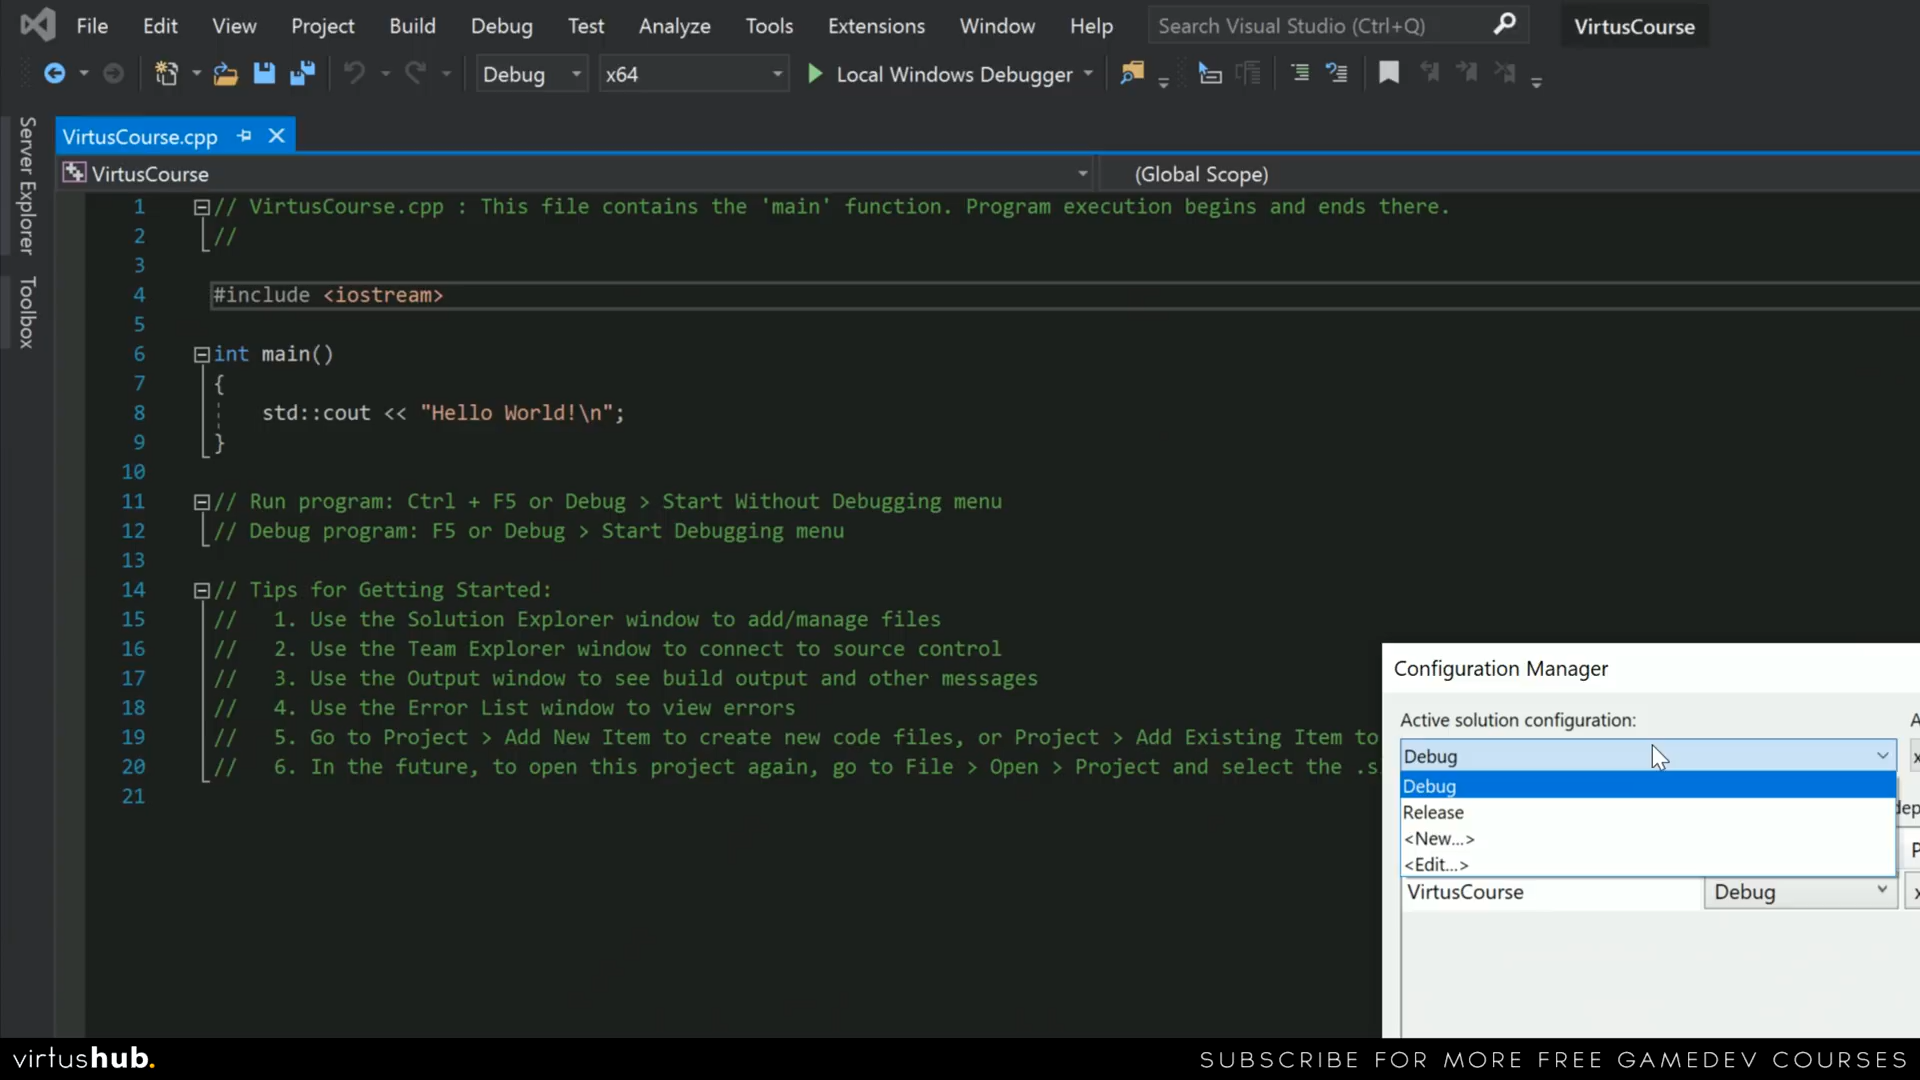 File Edit View Project Build Debug Test Analyze Tools Extensions Window Help Search Visual Studio (Ctrl+Q) VirtusCourse
Debug x64 Local Windows Debugger
Server Explorer
Toolbox
VirtusCourse.cpp
VirtusCourse (Global Scope)
1 // VirtusCourse.cpp : This file contains the 'main' function. Program execution begins and ends there.
2 //
3
4 #include <iostream>
5
6 int main()
7 {
8 std::cout << "Hello World!\n";
9 }
10
11 // Run program: Ctrl + F5 or Debug > Start Without Debugging menu
12 // Debug program: F5 or Debug > Start Debugging menu
13
14 // Tips for Getting Started:
15 // 1. Use the Solution Explorer window to add/manage files
16 // 2. Use the Team Explorer window to connect to source control
17 // 3. Use the Output window to see build output and other messages
18 // 4. Use the Error List window to view errors
19 // 5. Go to Project > Add New Item to create new code files, or Project > Add Existing Item to
20 // 6. In the future, to open this project again, go to File > Open > Project and select the .s
21
Configuration Manager
Active solution configuration: A
Debug
Debug
Release
<New...>
<Edit...>
VirtusCourse Debug
virtushub.
SUBSCRIBE FOR MORE FREE GAMEDEV COURSES